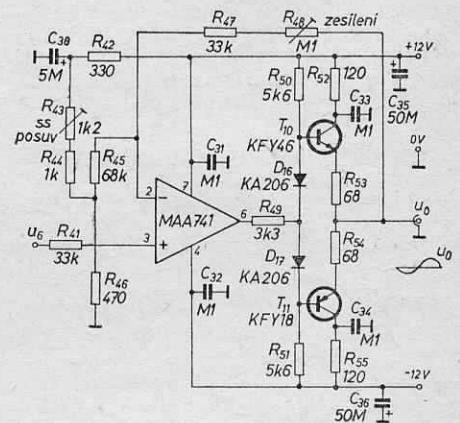 R47
33k
R48
M1
zesílení
C38
5M
R42
330
R43
1k2
ss
posuv
R44
1k
R45
68k
R50
5k6
R52
120
+12V
C33
M1
C35
50M
T10
KFY46
0V
C31
M1
D16
KA206
R53
68
2
7
MAA741
6
R49
3k3
u0
u6
R41
33k
3
4
R54
68
D17
KA206
u0
R46
470
C32
M1
T11
KFY18
C34
M1
R51
5k6
R55
120
-12V
C36
50M